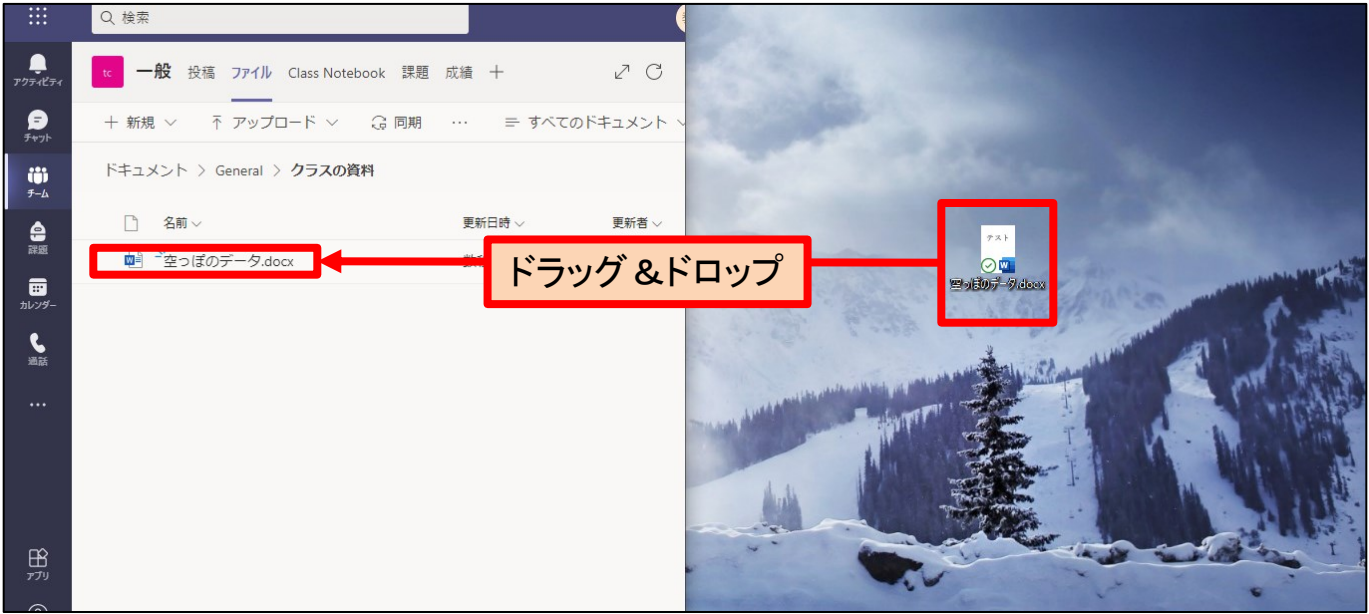 検索
アクティビティ
チャット
チーム
課題
カレンダー
通話
...
アプリ
tc 一般 投稿 ファイル Class Notebook 課題 成績 +
+ 新規 アップロード 同期 ... すべてのドキュメント
ドキュメント > General > クラスの資料
名前 更新日時 更新者
空っぽのデータ.docx
ドラッグ &ドロップ
テスト
空っぽのデータ.docx